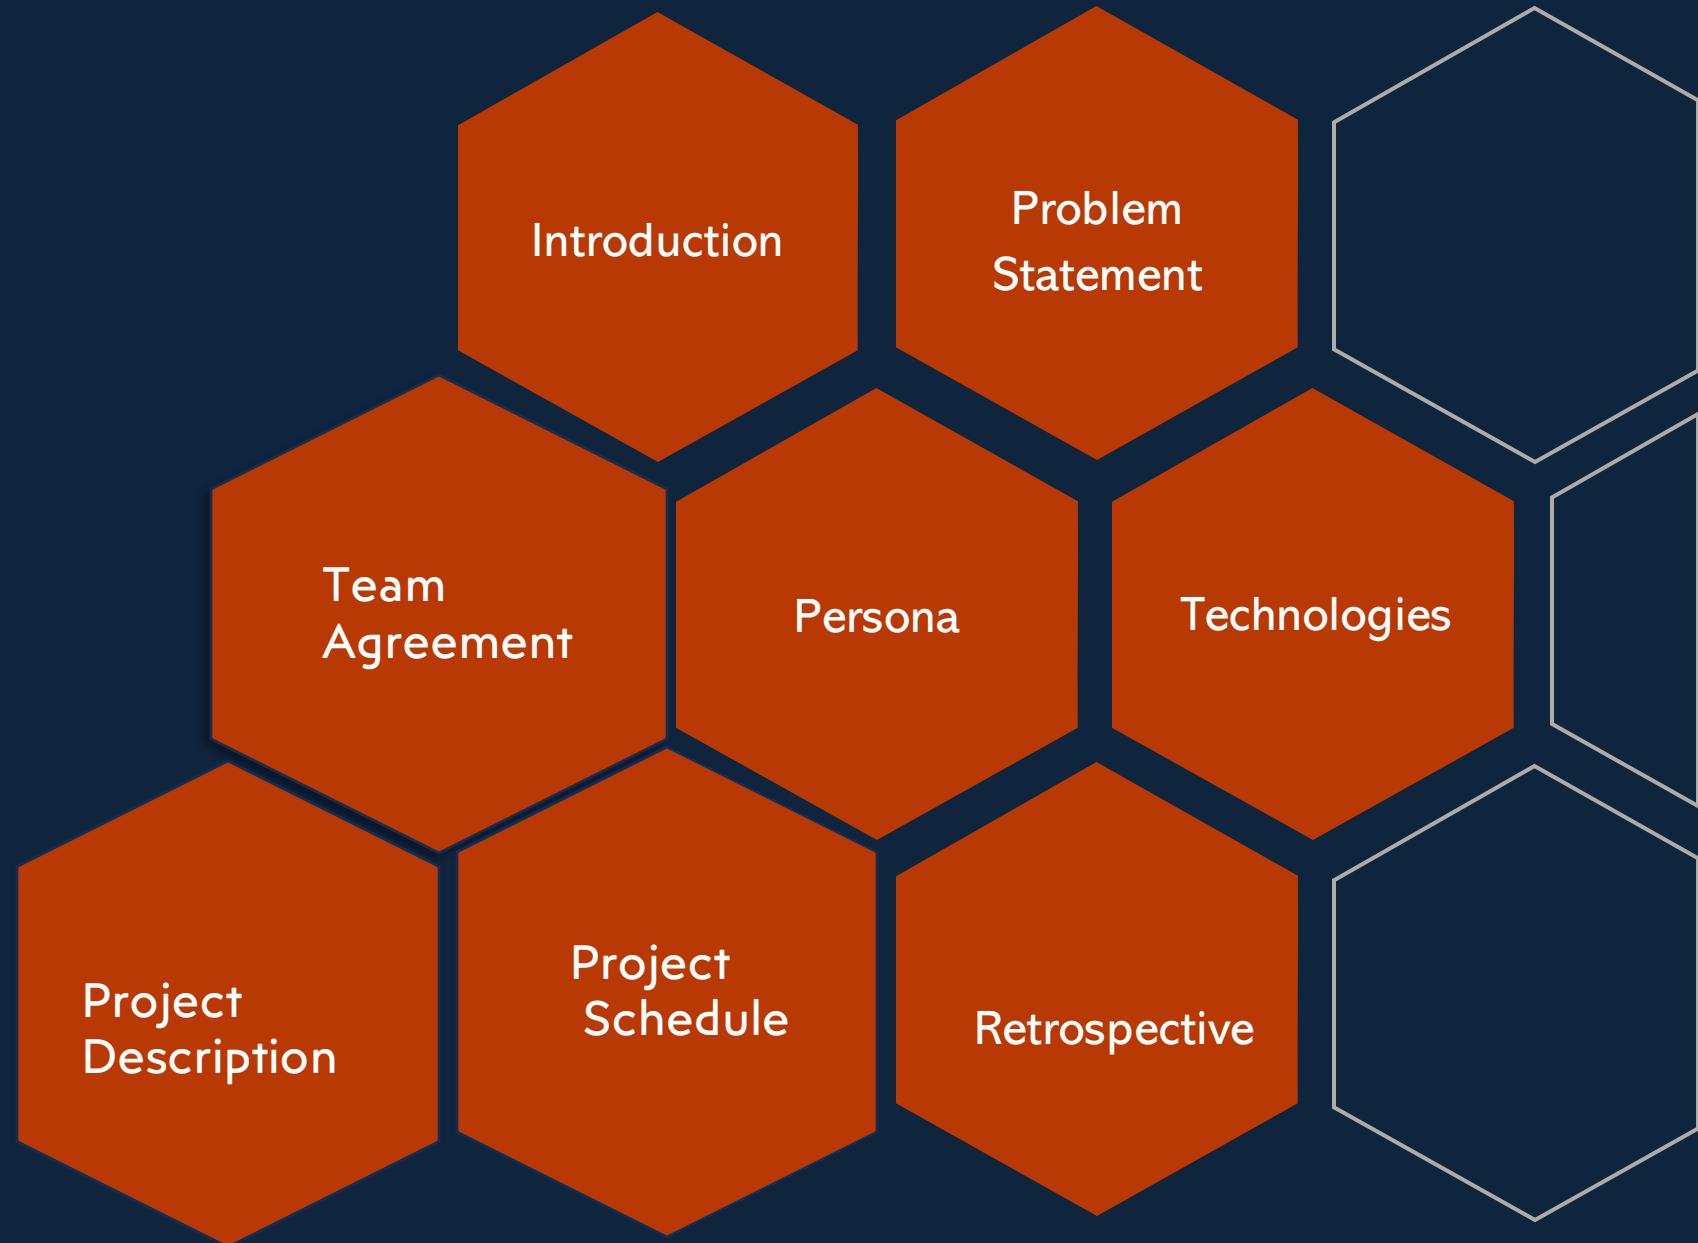 Introduction
Problem
Statement
Team
Agreement
Persona
Technologies
Project
Description
Project
Schedule
Retrospective